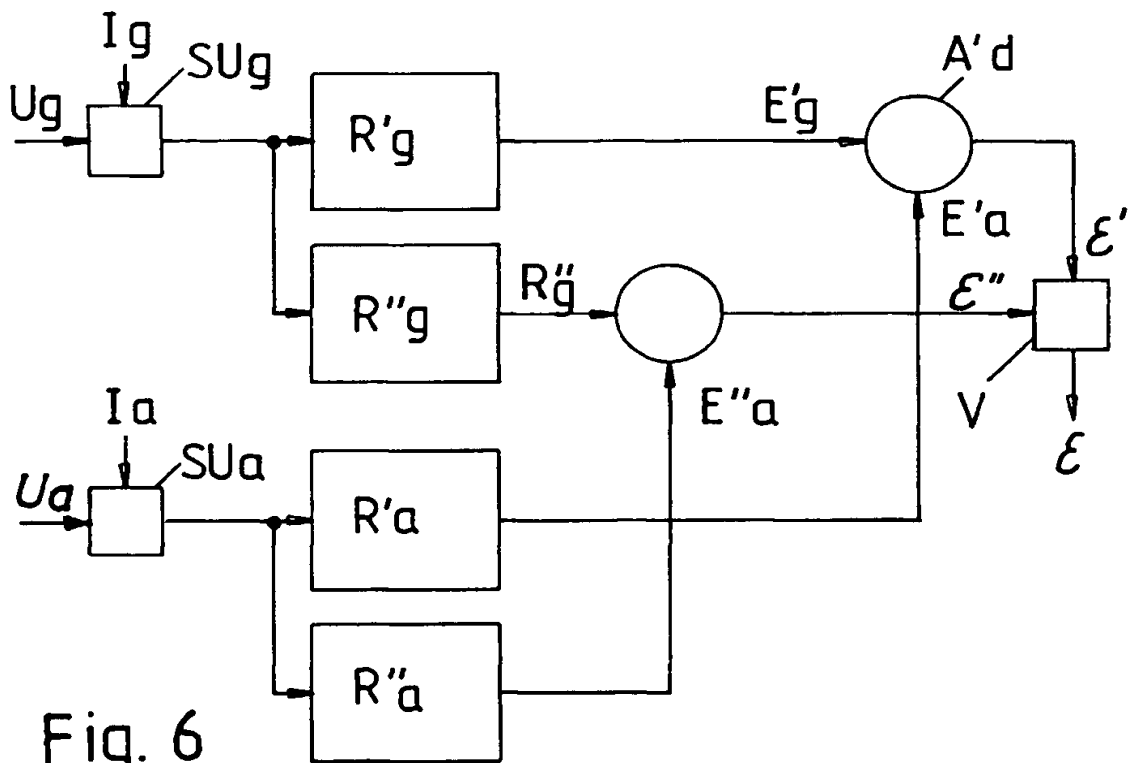 Ig
SUg
Ug
R'g
E'g
A'd
E'a
ε'
R"g
R"g
ε"
V
ε
E"a
Ia
SUa
Ua
R'a
R"a
Fig. 6